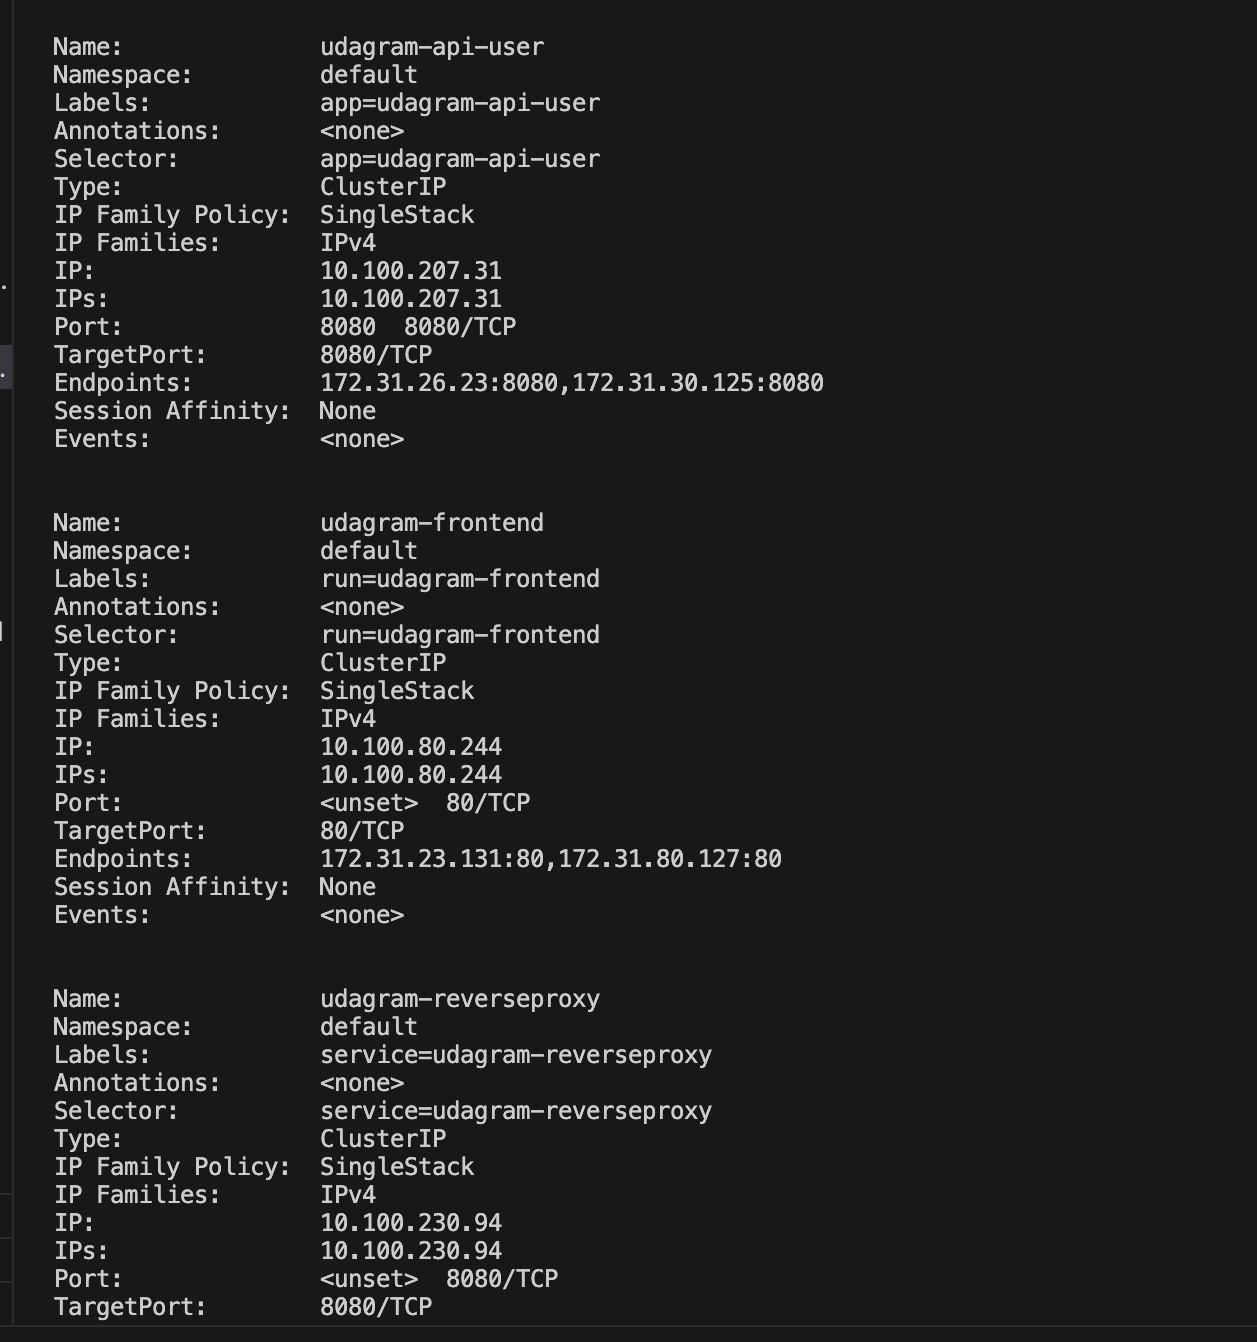 Name:              udagram-api-user
Namespace:         default
Labels:            app=udagram-api-user
Annotations:       <none>
Selector:          app=udagram-api-user
Type:              ClusterIP
IP Family Policy:  SingleStack
IP Families:       IPv4
IP:                10.100.207.31
IPs:               10.100.207.31
Port:              8080  8080/TCP
TargetPort:        8080/TCP
Endpoints:         172.31.26.23:8080,172.31.30.125:8080
Session Affinity:  None
Events:            <none>
Name:              udagram-frontend
Namespace:         default
Labels:            run=udagram-frontend
Annotations:       <none>
Selector:          run=udagram-frontend
Type:              ClusterIP
IP Family Policy:  SingleStack
IP Families:       IPv4
IP:                10.100.80.244
IPs:               10.100.80.244
Port:              <unset>  80/TCP
TargetPort:        80/TCP
Endpoints:         172.31.23.131:80,172.31.80.127:80
Session Affinity:  None
Events:            <none>
Name:              udagram-reverseproxy
Namespace:         default
Labels:            service=udagram-reverseproxy
Annotations:       <none>
Selector:          service=udagram-reverseproxy
Type:              ClusterIP
IP Family Policy:  SingleStack
IP Families:       IPv4
IP:                10.100.230.94
IPs:               10.100.230.94
Port:              <unset>  8080/TCP
TargetPort:        8080/TCP